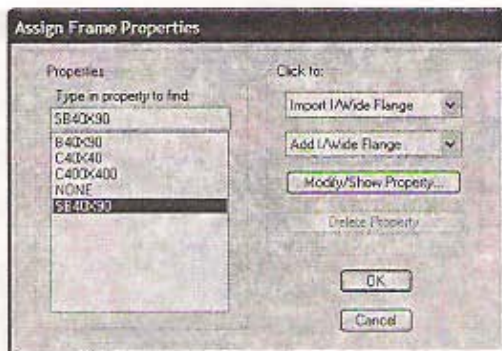 Assign Frame Properties
Properties
Type in property to find:
SB40X90
B40X90
C40X40
C400X400
NONE
SB40X90
Click to:
Import I/Wide Flange
Add I/Wide Flange
Modify/Show Property...
Delete Property
OK
Cancel